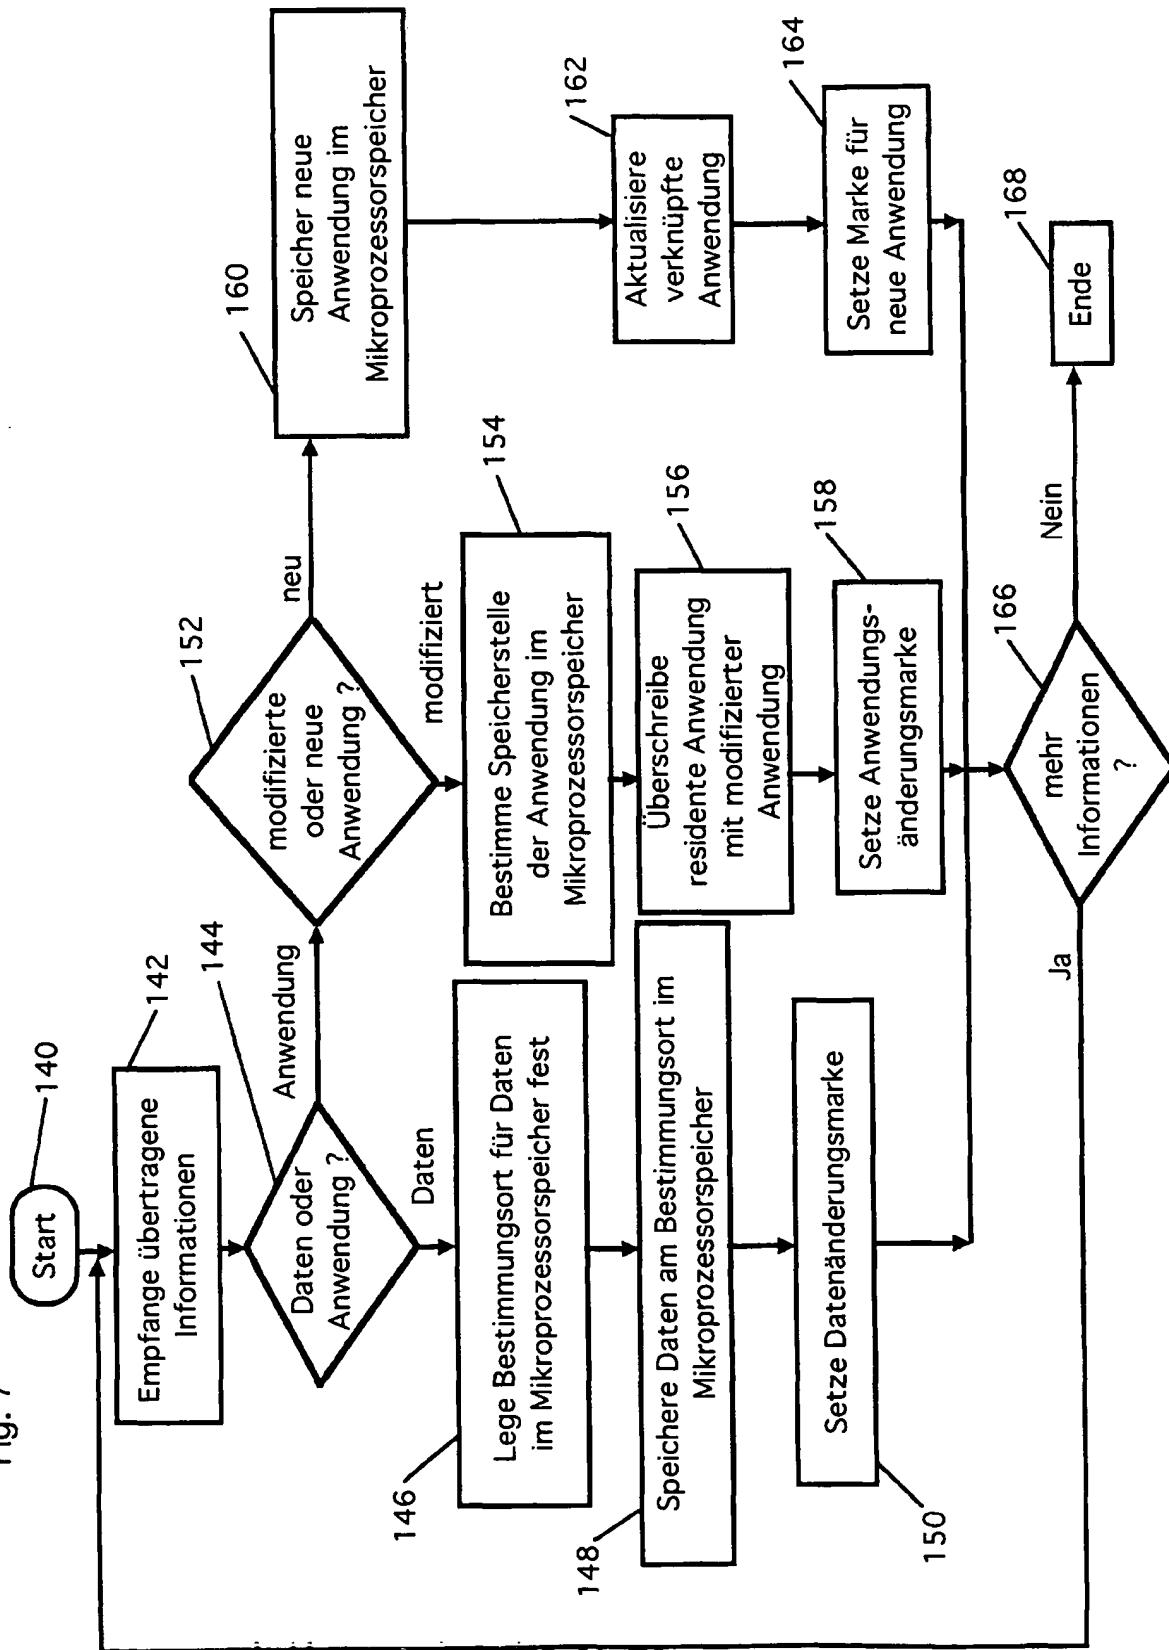 Fig. 7
Start
140
Empfange übertragene
Informationen
142
Daten oder
Anwendung ?
144
Anwendung
Daten
modifizierte
oder neue
Anwendung ?
152
neu
modifiziert
Speicher neue
Anwendung im
Mikroprozessorspeicher
160
Lege Bestimmungsort für Daten
im Mikroprozessorspeicher fest
146
Bestimme Speicherstelle
der Anwendung im
Mikroprozessorspeicher
154
Aktualisiere
verknüpfte
Anwendung
162
Speichere Daten am Bestimmungsort im
Mikroprozessorspeicher
148
Überschreibe
residente Anwendung
mit modifizierter
Anwendung
156
Setze Marke für
neue Anwendung
164
Setze Datenänderungsmarke
150
Setze Anwendungs-
änderungsmarke
158
mehr
Informationen
?
166
Ja
Nein
Ende
168